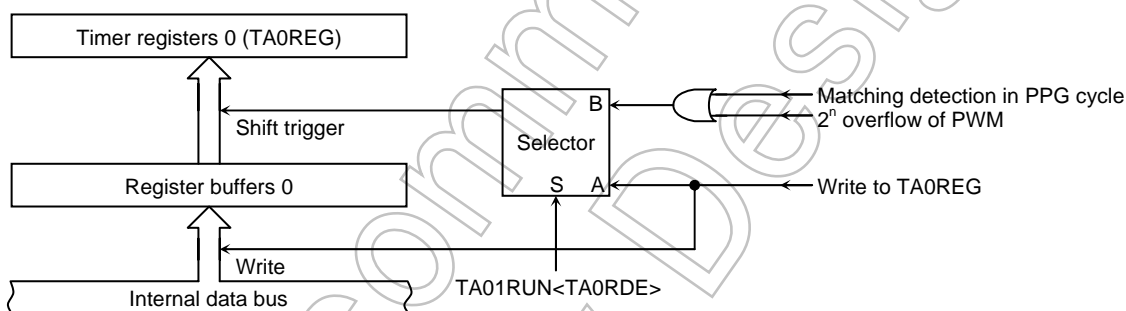 Timer registers 0 (TA0REG)
Shift trigger
B
Matching detection in PPG cycle
2ⁿ overflow of PWM
Selector
Register buffers 0
S
A
Write to TA0REG
Write
TA01RUN<TA0RDE>
Internal data bus